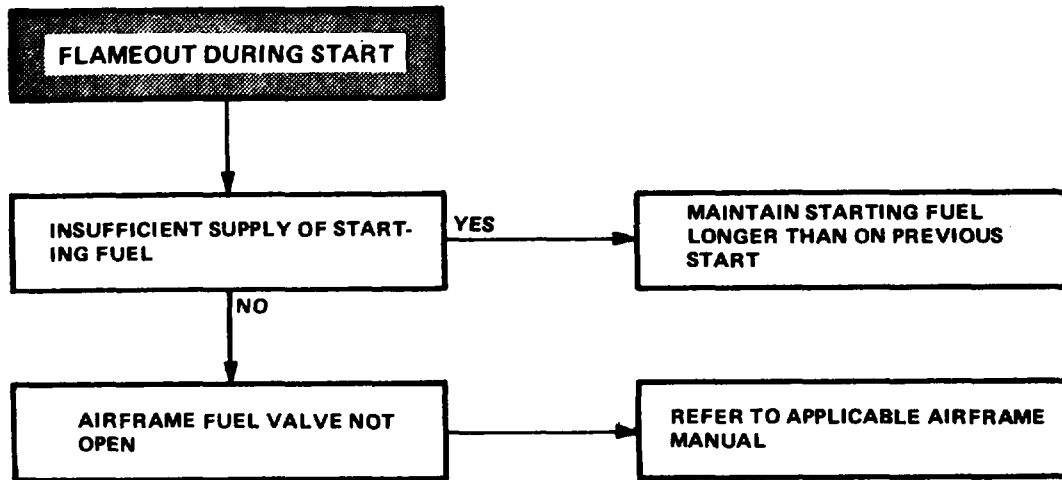 FLAMEOUT DURING START
INSUFFICIENT SUPPLY OF START-
ING FUEL
YES
MAINTAIN STARTING FUEL
LONGER THAN ON PREVIOUS
START
NO
AIRFRAME FUEL VALVE NOT
OPEN
REFER TO APPLICABLE AIRFRAME
MANUAL